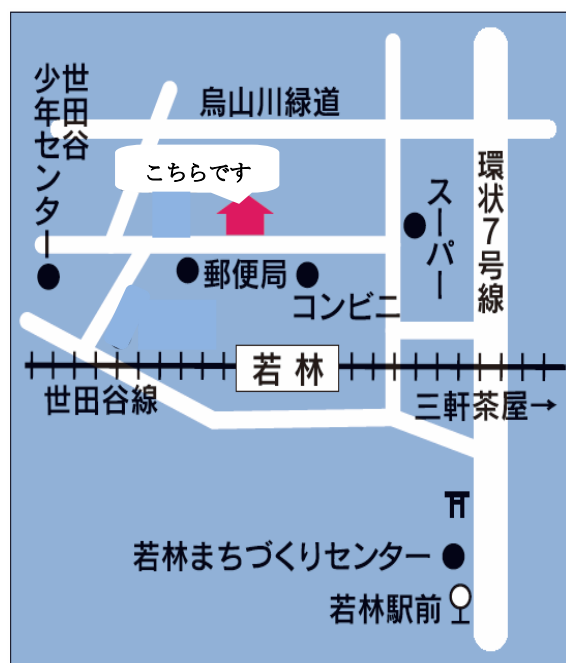 世田谷
少年センター
烏山川緑道
こちらです
環状7号線
スーパー
郵便局
コンビニ
若林
世田谷線
三軒茶屋→
若林まちづくりセンター
若林駅前